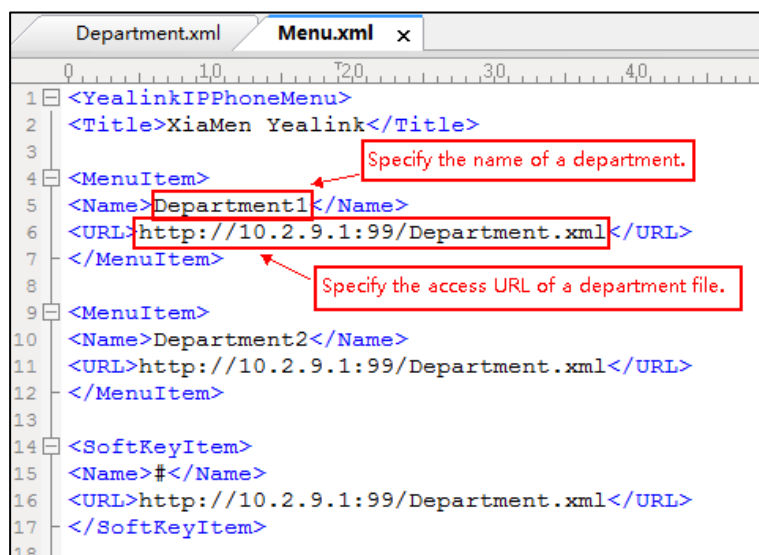 Department.xml
Menu.xml x
0 10 20 30 40
1 <YealinkIPPhoneMenu>
2 <Title>XiaMen Yealink</Title>
3
Specify the name of a department.
4 <MenuItem>
5 <Name>Department1</Name>
6 <URL>http://10.2.9.1:99/Department.xml</URL>
7 </MenuItem>
8
Specify the access URL of a department file.
9 <MenuItem>
10 <Name>Department2</Name>
11 <URL>http://10.2.9.1:99/Department.xml</URL>
12 </MenuItem>
13
14 <SoftKeyItem>
15 <Name>#</Name>
16 <URL>http://10.2.9.1:99/Department.xml</URL>
17 </SoftKeyItem>
18